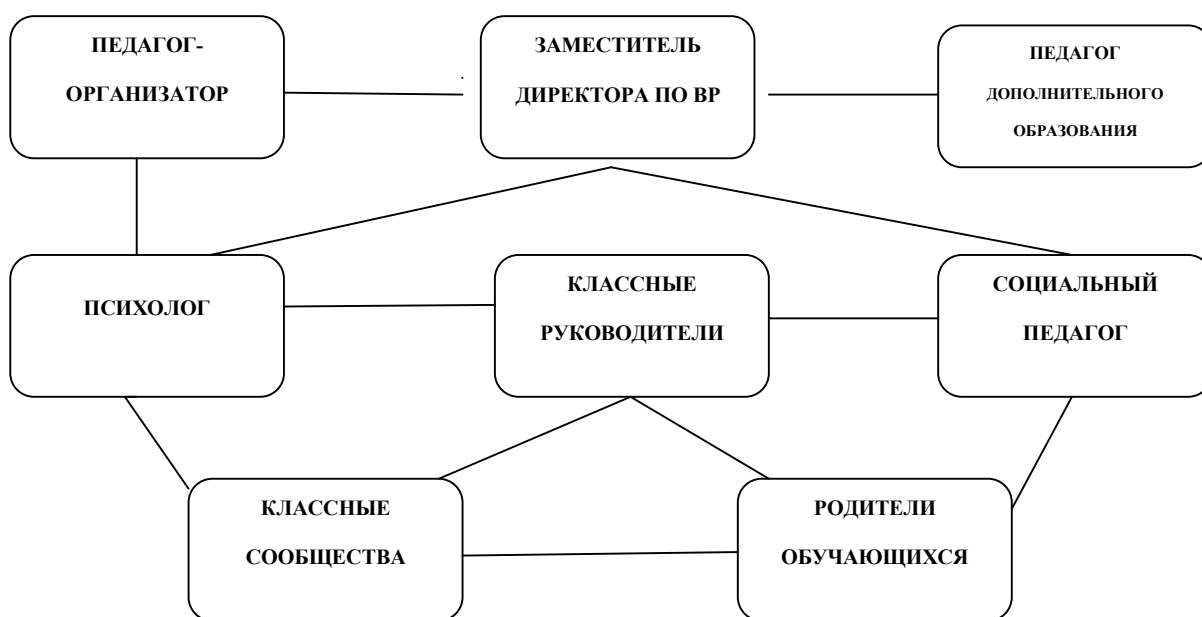 ПЕДАГОГ-
ОРГАНИЗАТОР
ЗАМЕСТИТЕЛЬ
ДИРЕКТОРА ПО ВР
ПЕДАГОГ
ДОПОЛНИТЕЛЬНОГО
ОБРАЗОВАНИЯ
ПСИХОЛОГ
КЛАССНЫЕ
РУКОВОДИТЕЛИ
СОЦИАЛЬНЫЙ
ПЕДАГОГ
КЛАССНЫЕ
СООБЩЕСТВА
РОДИТЕЛИ
ОБУЧАЮЩИХСЯ